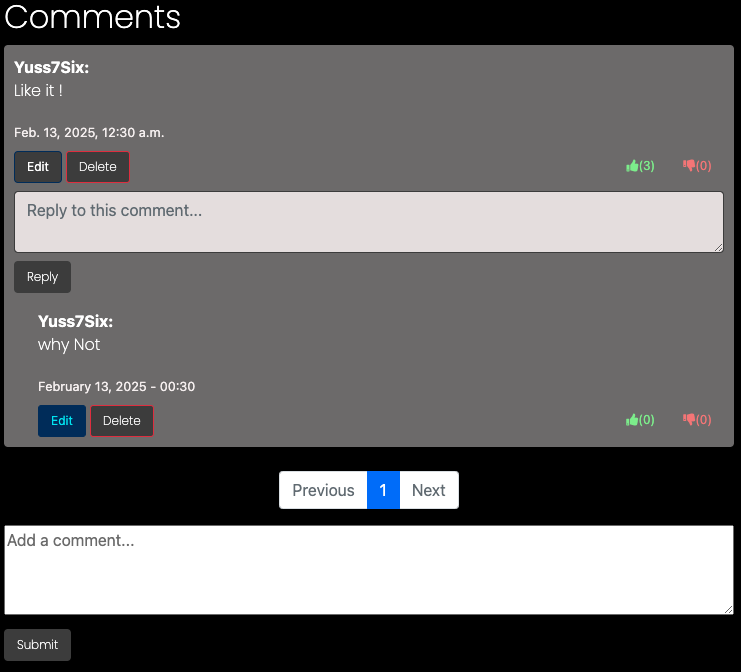 Comments
Yuss7Six:
Like it !
Feb. 13, 2025, 12:30 a.m.
Edit Delete (3) (0)
Reply to this comment...
Reply
Yuss7Six:
why Not
February 13, 2025 - 00:30
Edit Delete (0) (0)
Previous 1 Next
Add a comment...
Submit